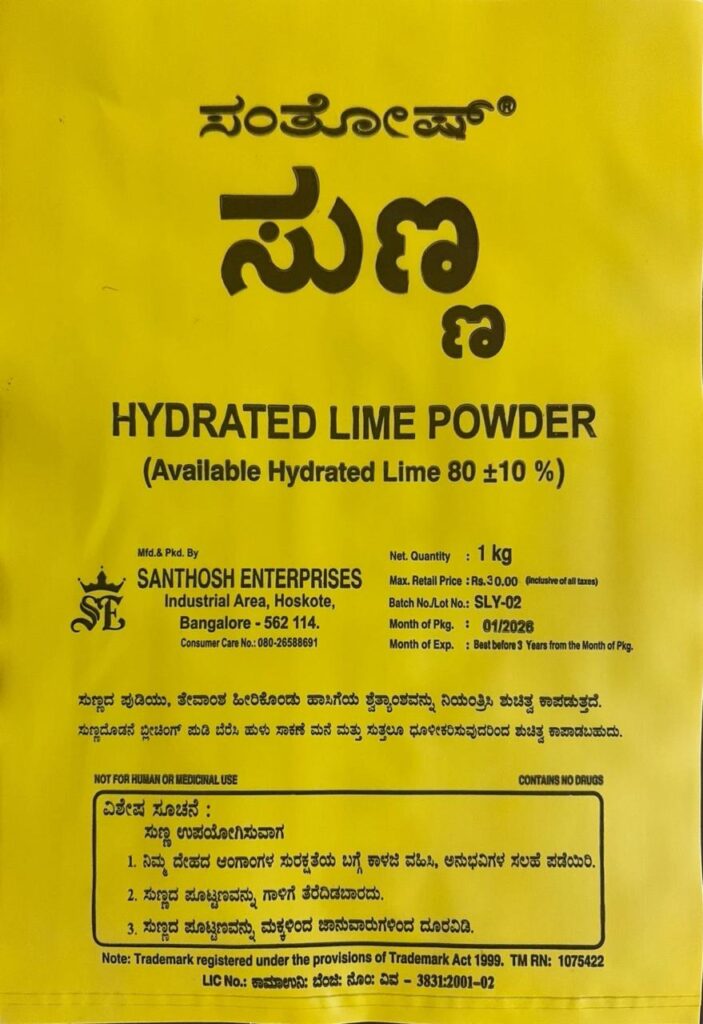 ಸಂತೋಷ್®
ಸುಣ್ಣ
HYDRATED LIME POWDER
(Available Hydrated Lime 80 ±10 %)
Mfd.& Pkd. By
SE
SANTHOSH ENTERPRISES
Industrial Area, Hoskote,
Bangalore - 562 114.
Consumer Care No.: 080-26588691
Net. Quantity : 1 kg
Max. Retail Price : Rs.30.00 (inclusive of all taxes)
Batch No./Lot No.: SLY-02
Month of Pkg. : 01/2026
Month of Exp. : Best before 3 Years from the Month of Pkg.
ಸುಣ್ಣದ ಪುಡಿಯು, ತೇವಾಂಶ ಹೀರಿಕೊಂಡು ಹಾಸಿಗೆಯ ಶೈತ್ಯಾಂಶವನ್ನು ನಿಯಂತ್ರಿಸಿ ಶುಚಿತ್ವ ಕಾಪಡುತ್ತದೆ.
ಸುಣ್ಣದೊಡನೆ ಬ್ಲೀಚಿಂಗ್ ಪುಡಿ ಬೆರೆಸಿ ಹುಳು ಸಾಕಣೆ ಮನೆ ಮತ್ತು ಸುತ್ತಲೂ ಧೂಳೀಕರಿಸುವುದರಿಂದ ಶುಚಿತ್ವ ಕಾಪಾಡಬಹುದು.
NOT FOR HUMAN OR MEDICINAL USE
CONTAINS NO DRUGS
ವಿಶೇಷ ಸೂಚನೆ :
ಸುಣ್ಣ ಉಪಯೋಗಿಸುವಾಗ
1. ನಿಮ್ಮ ದೇಹದ ಅಂಗಾಂಗಳ ಸುರಕ್ಷತೆಯ ಬಗ್ಗೆ ಕಾಳಜಿ ವಹಿಸಿ, ಅನುಭವಿಗಳ ಸಲಹೆ ಪಡೆಯಿರಿ.
2. ಸುಣ್ಣದ ಪೊಟ್ಟಣವನ್ನು ಗಾಳಿಗೆ ತೆರೆದಿಡಬಾರದು.
3. ಸುಣ್ಣದ ಪೊಟ್ಟಣವನ್ನು ಮಕ್ಕಳಿಂದ ಜಾನುವಾರುಗಳಿಂದ ದೂರವಿಡಿ.
Note: Trademark registered under the provisions of Trademark Act 1999. TM RN: 1075422
LIC No.: ಕಾಮಾಉನಿ: ಬೆಂಜಿ: ನೊಂ: ವಿವ - 3831:2001-02